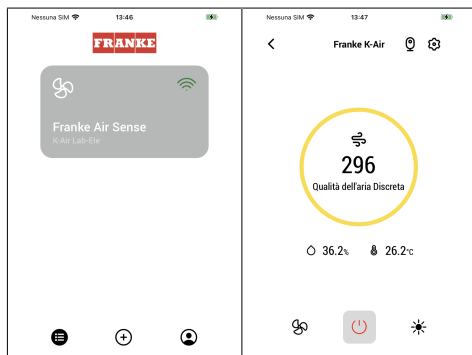 Nessuna SIM 13:46
FRANKE
Franke Air Sense
K-Air Lab-Ele
Nessuna SIM 13:47
Franke K-Air
296
Qualità dell'aria Discreta
36.2% 26.2°C